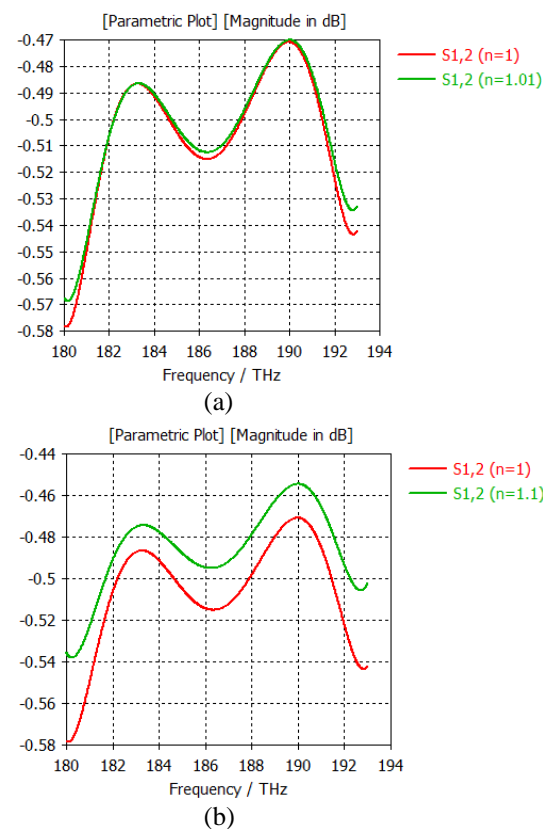 [Parametric Plot] [Magnitude in dB]
-0.47
-0.48
-0.49
-0.5
-0.51
-0.52
-0.53
-0.54
-0.55
-0.56
-0.57
-0.58
180 182 184 186 188 190 192 194
Frequency / THz
S1,2 (n=1)
S1,2 (n=1.01)
(a)
[Parametric Plot] [Magnitude in dB]
-0.44
-0.46
-0.48
-0.5
-0.52
-0.54
-0.56
-0.58
180 182 184 186 188 190 192 194
Frequency / THz
S1,2 (n=1)
S1,2 (n=1.1)
(b)